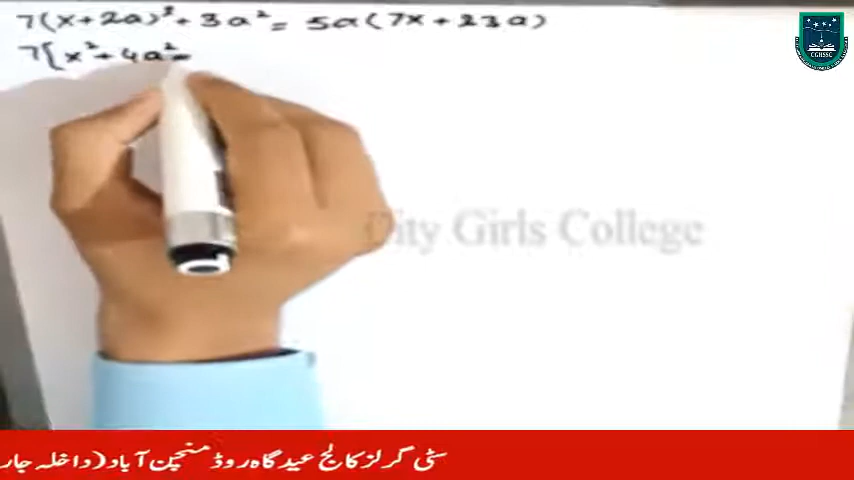 7(x+2a)² + 3a² = 5a(7x+23a)
7[x² + 4a²
City Girls College
CGHSSC
سٹی گرلز کالج عیدگاہ روڈ منچن آباد (داخلہ جار